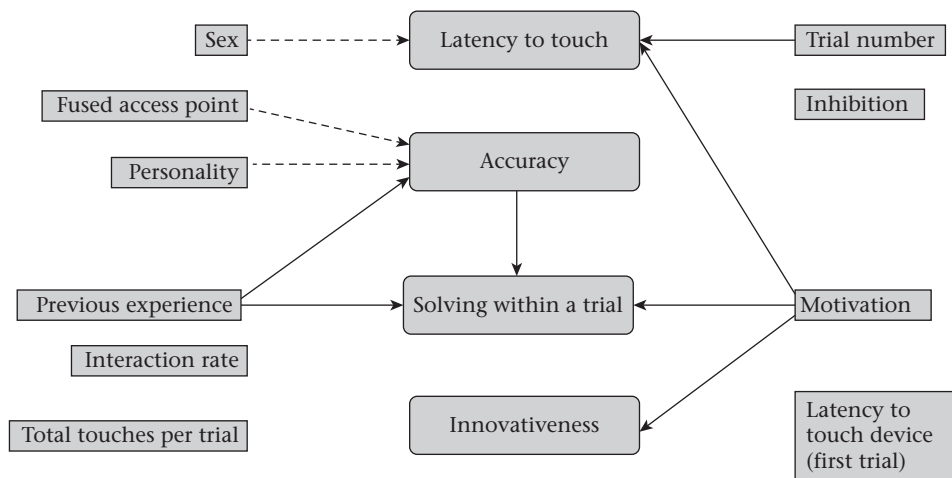 Sex
Latency to touch
Trial number
Fused access point
Inhibition
Accuracy
Personality
Previous experience
Solving within a trial
Motivation
Interaction rate
Innovativeness
Total touches per trial
Latency to
touch device
(first trial)